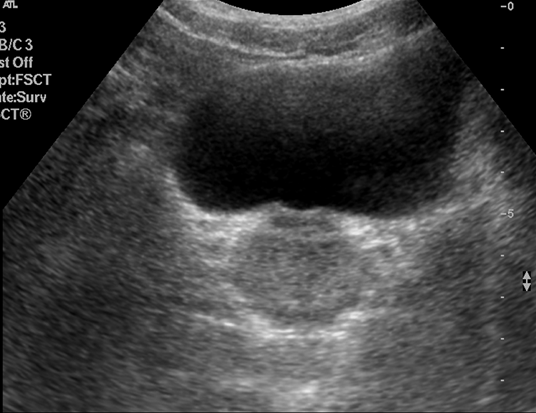 ATL
3
B/C 3
st Off
pt:FSCT
te:Surv
CT®
-0
-5